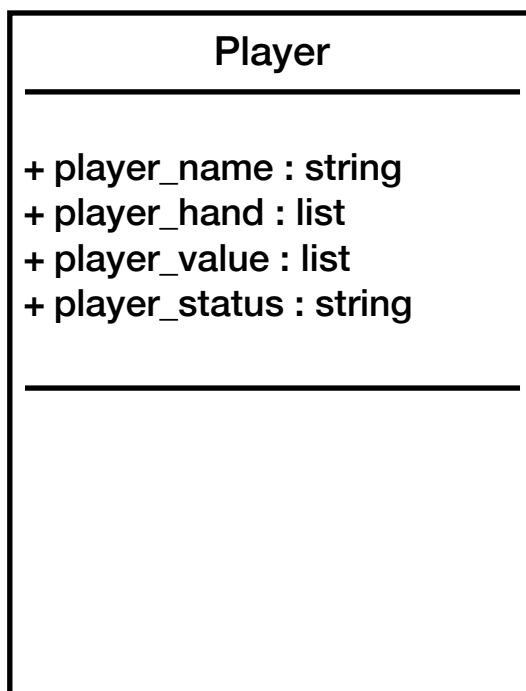 Player
+ player_name : string
+ player_hand : list
+ player_value : list
+ player_status : string